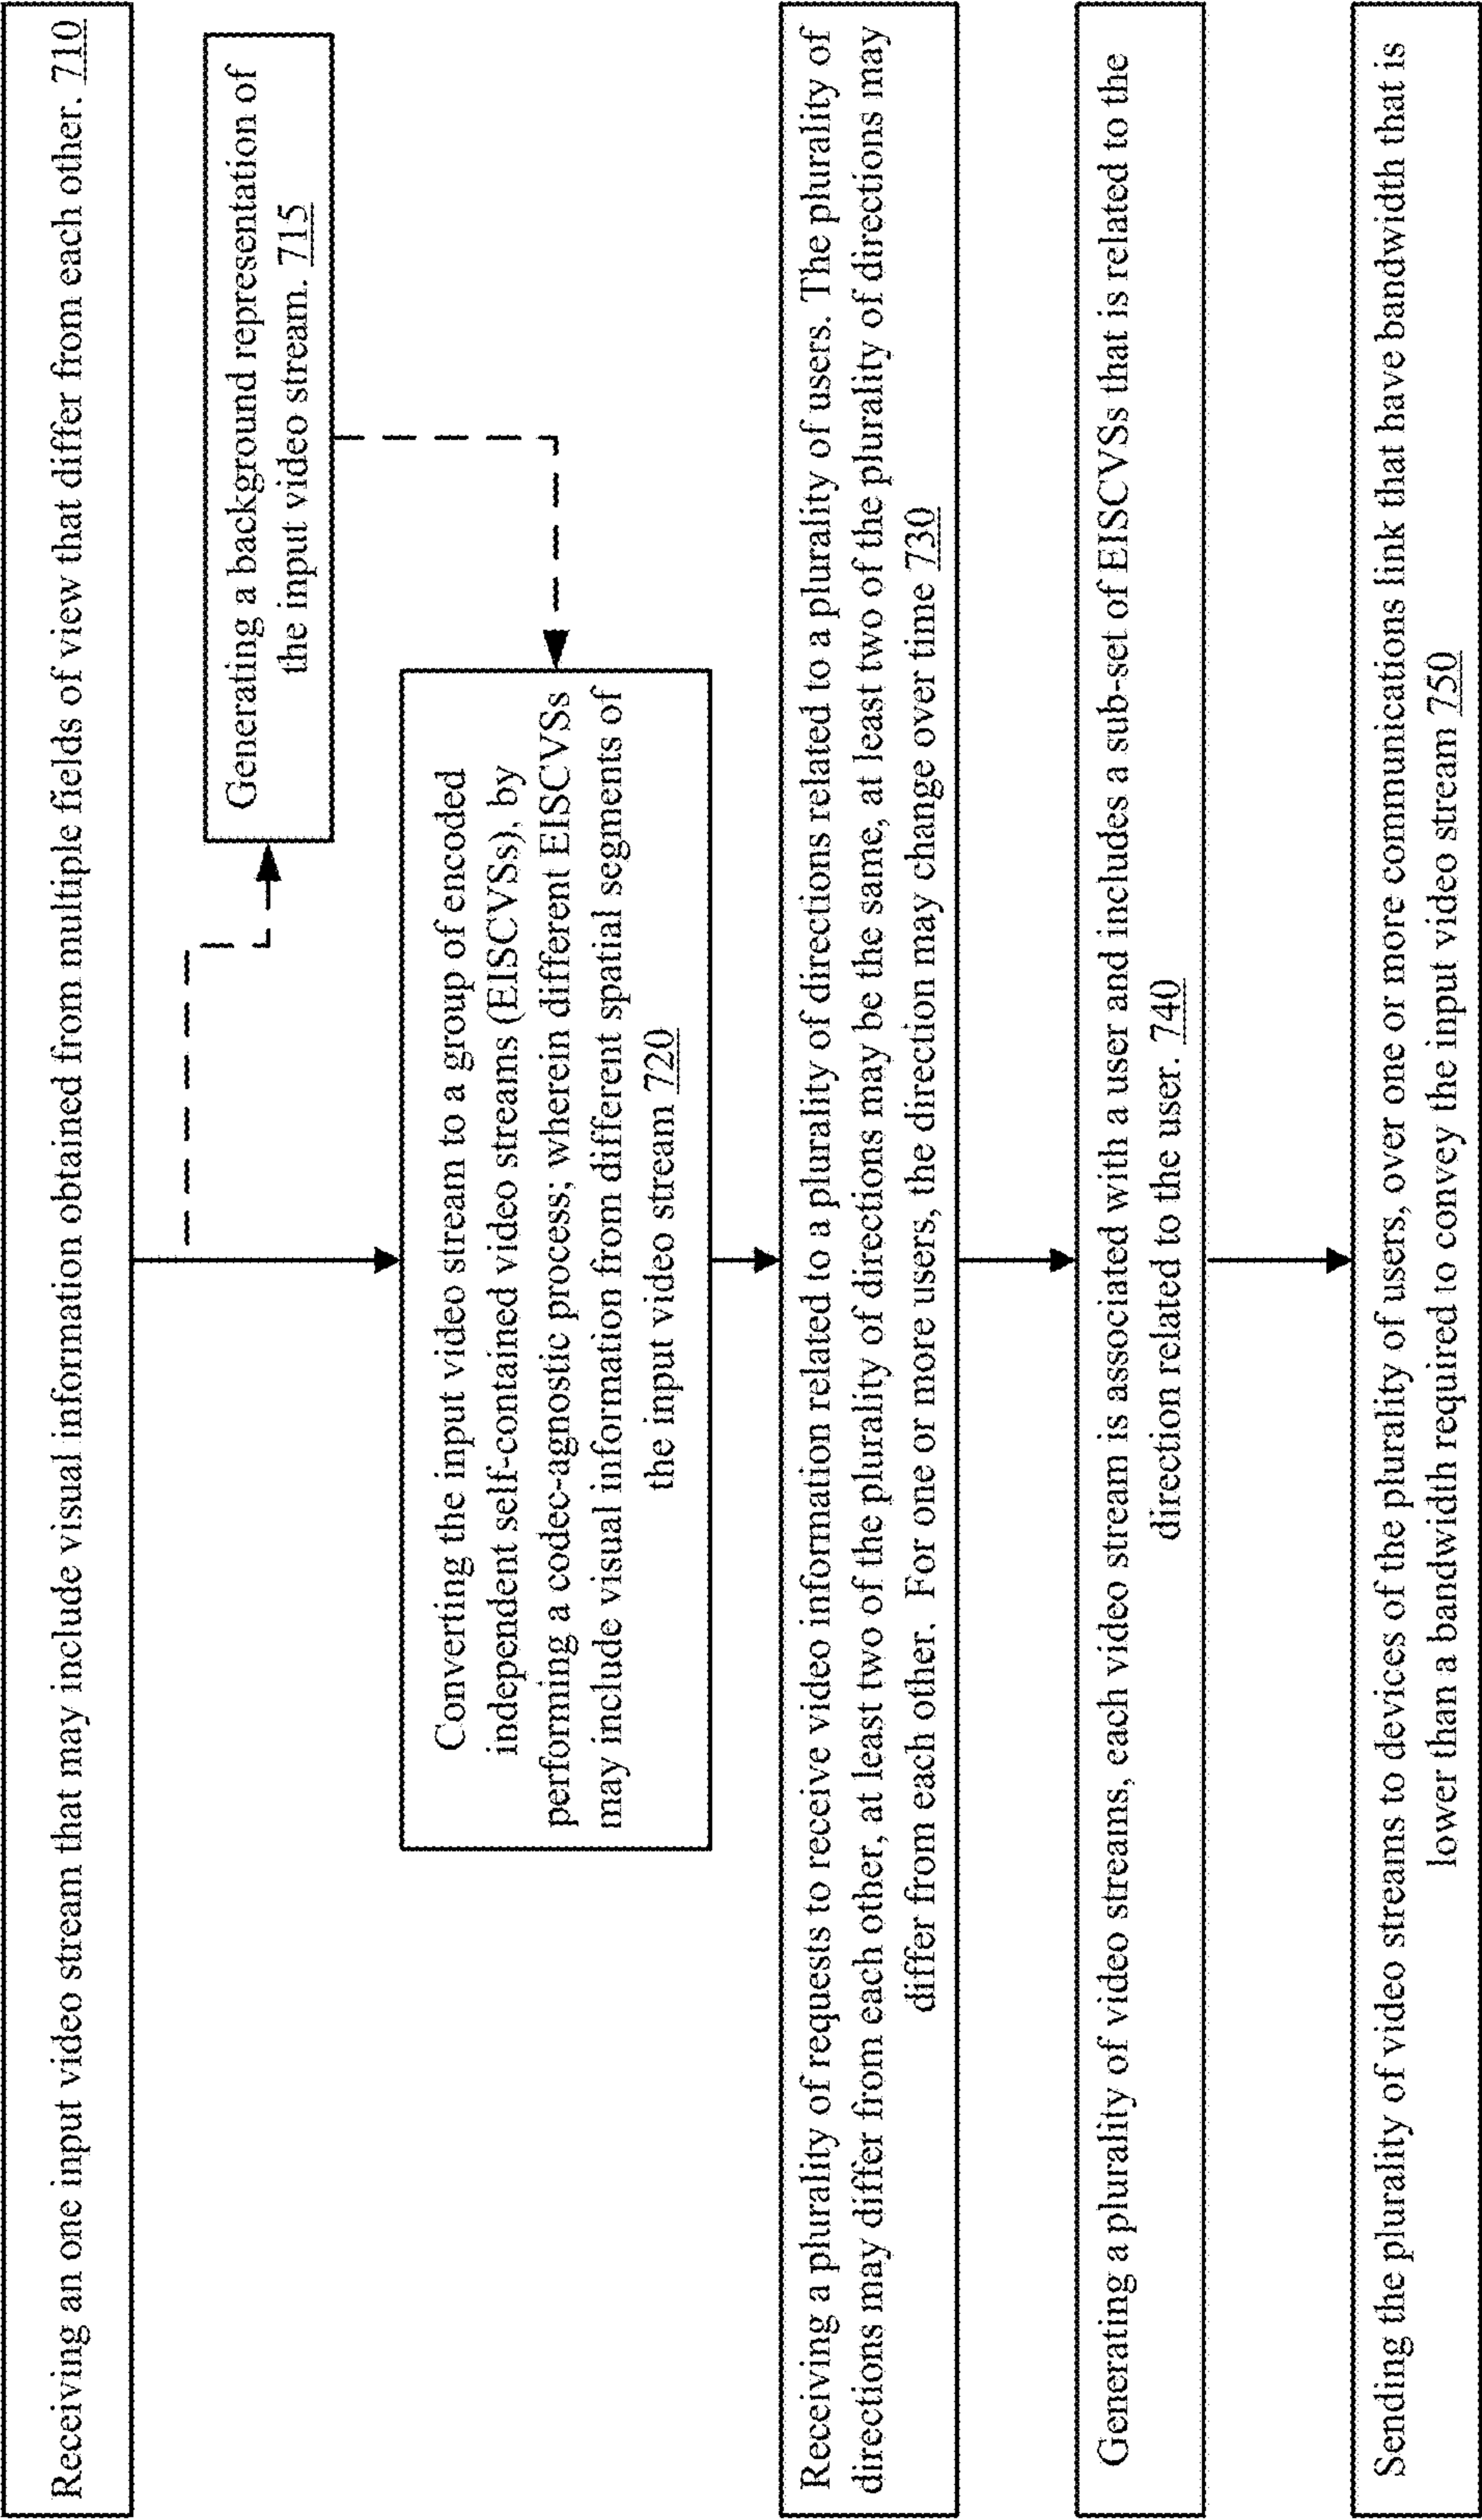 Receiving an one input video stream that may include visual information obtained from multiple fields of view that differ from each other. 710
Generating a background representation of
the input video stream. 715
Converting the input video stream to a group of encoded
independent self-contained video streams (EISCVSs), by
performing a codec-agnostic process; wherein different EISCVSs
may include visual information from different spatial segments of
the input video stream 720
Receiving a plurality of requests to receive video information related to a plurality of directions related to a plurality of users. The plurality of
directions may differ from each other, at least two of the plurality of directions may be the same, at least two of the plurality of directions may
differ from each other. For one or more users, the direction may change over time 730
Generating a plurality of video streams, each video stream is associated with a user and includes a sub-set of EISCVSs that is related to the
direction related to the user. 740
Sending the plurality of video streams to devices of the plurality of users, over one or more communications link that have bandwidth that is
lower than a bandwidth required to convey the input video stream 750